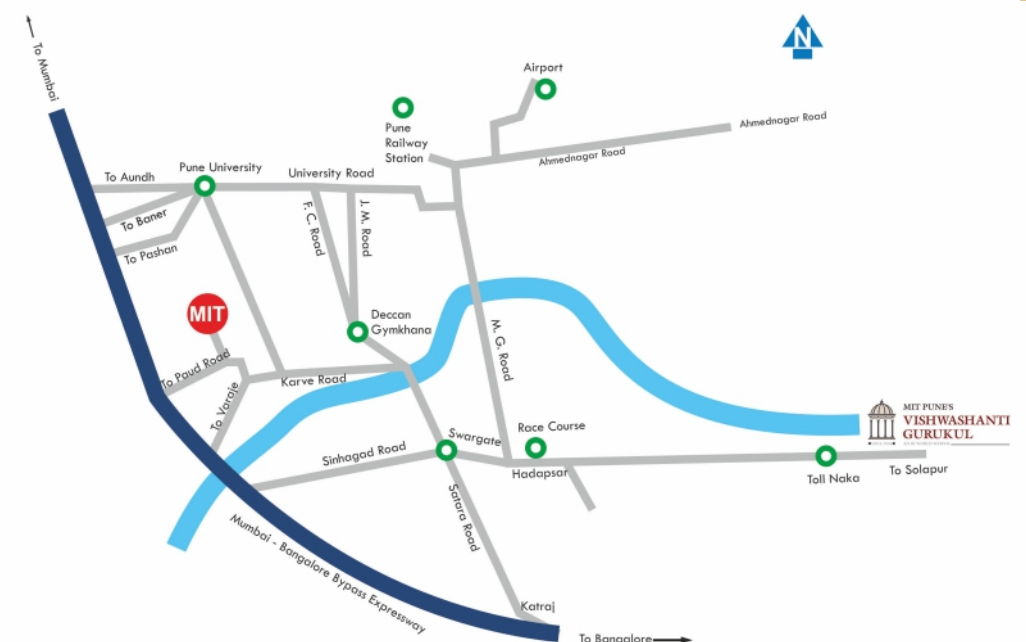 To Mumbai
N
Airport
Pune
Railway
Station
Ahmednagar Road
Ahmednagar Road
To Aundh
Pune University
University Road
To Baner
To Pashan
F. C. Road
J. M. Road
MIT
Deccan
Gymkhana
M. G. Road
To Paud Road
Karve Road
To Varaje
MIT PUNE'S
VISHWASHANTI
GURUKUL
Sinhagad Road
Swargate
Race Course
Hadapsar
Toll Naka
To Solapur
Satara Road
Mumbai - Bangalore Bypass Expressway
Katraj
To Bangalore